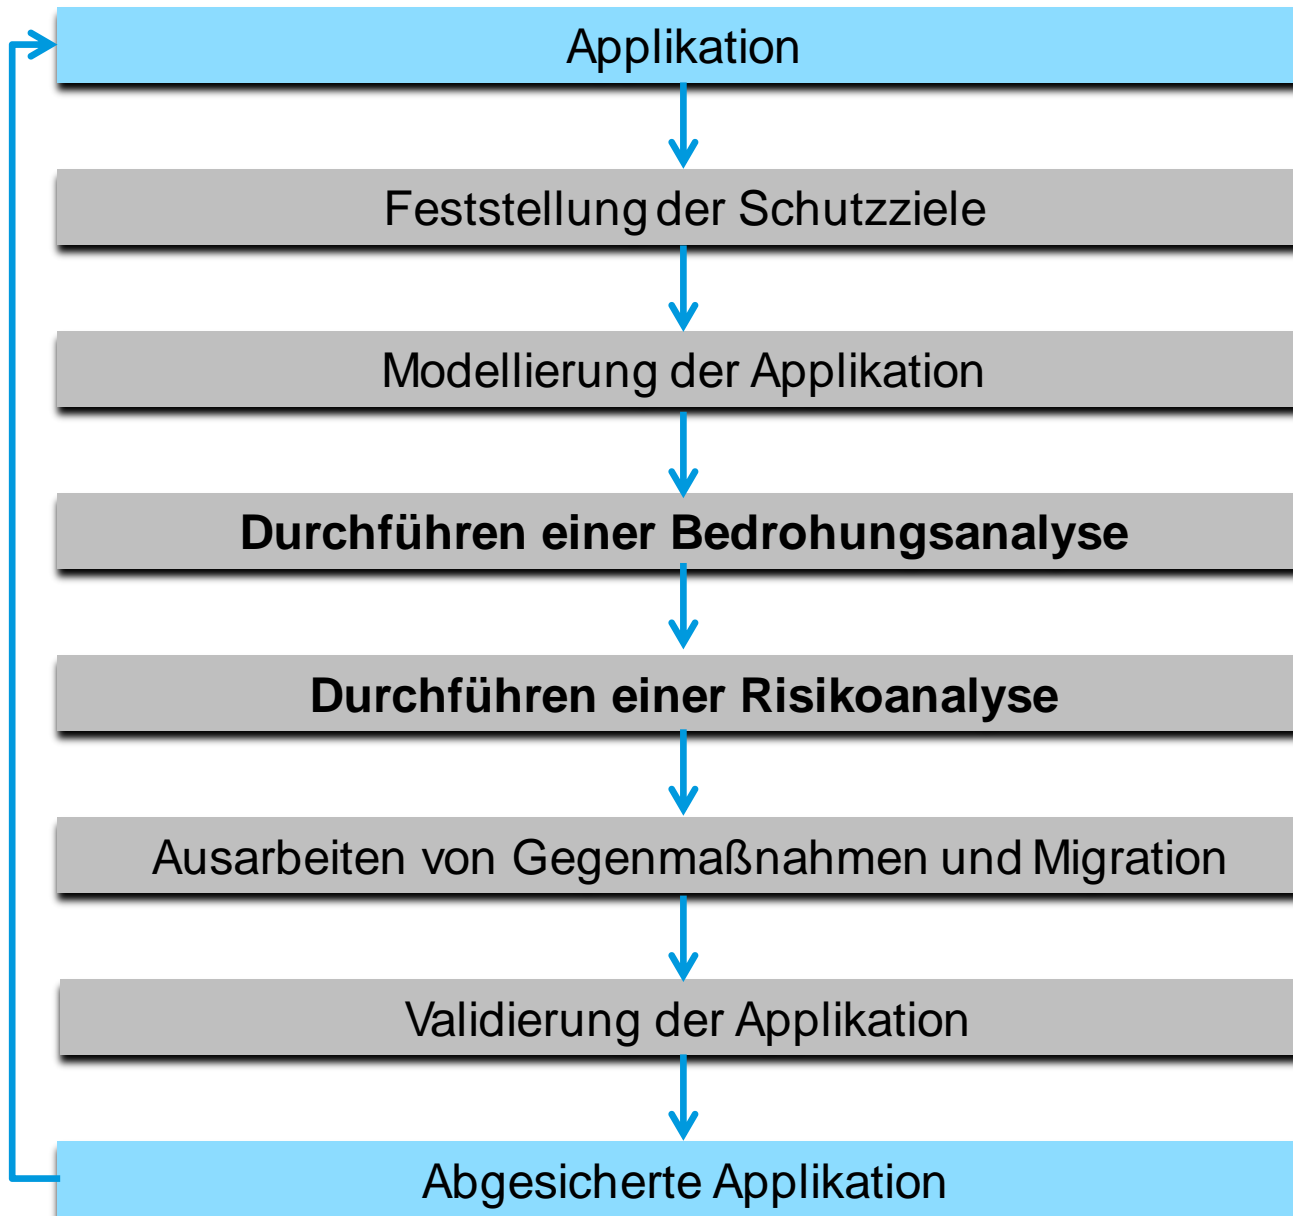 Applikation
Feststellung der Schutzziele
Modellierung der Applikation
Durchführen einer Bedrohungsanalyse
Durchführen einer Risikoanalyse
Ausarbeiten von Gegenmaßnahmen und Migration
Validierung der Applikation
Abgesicherte Applikation